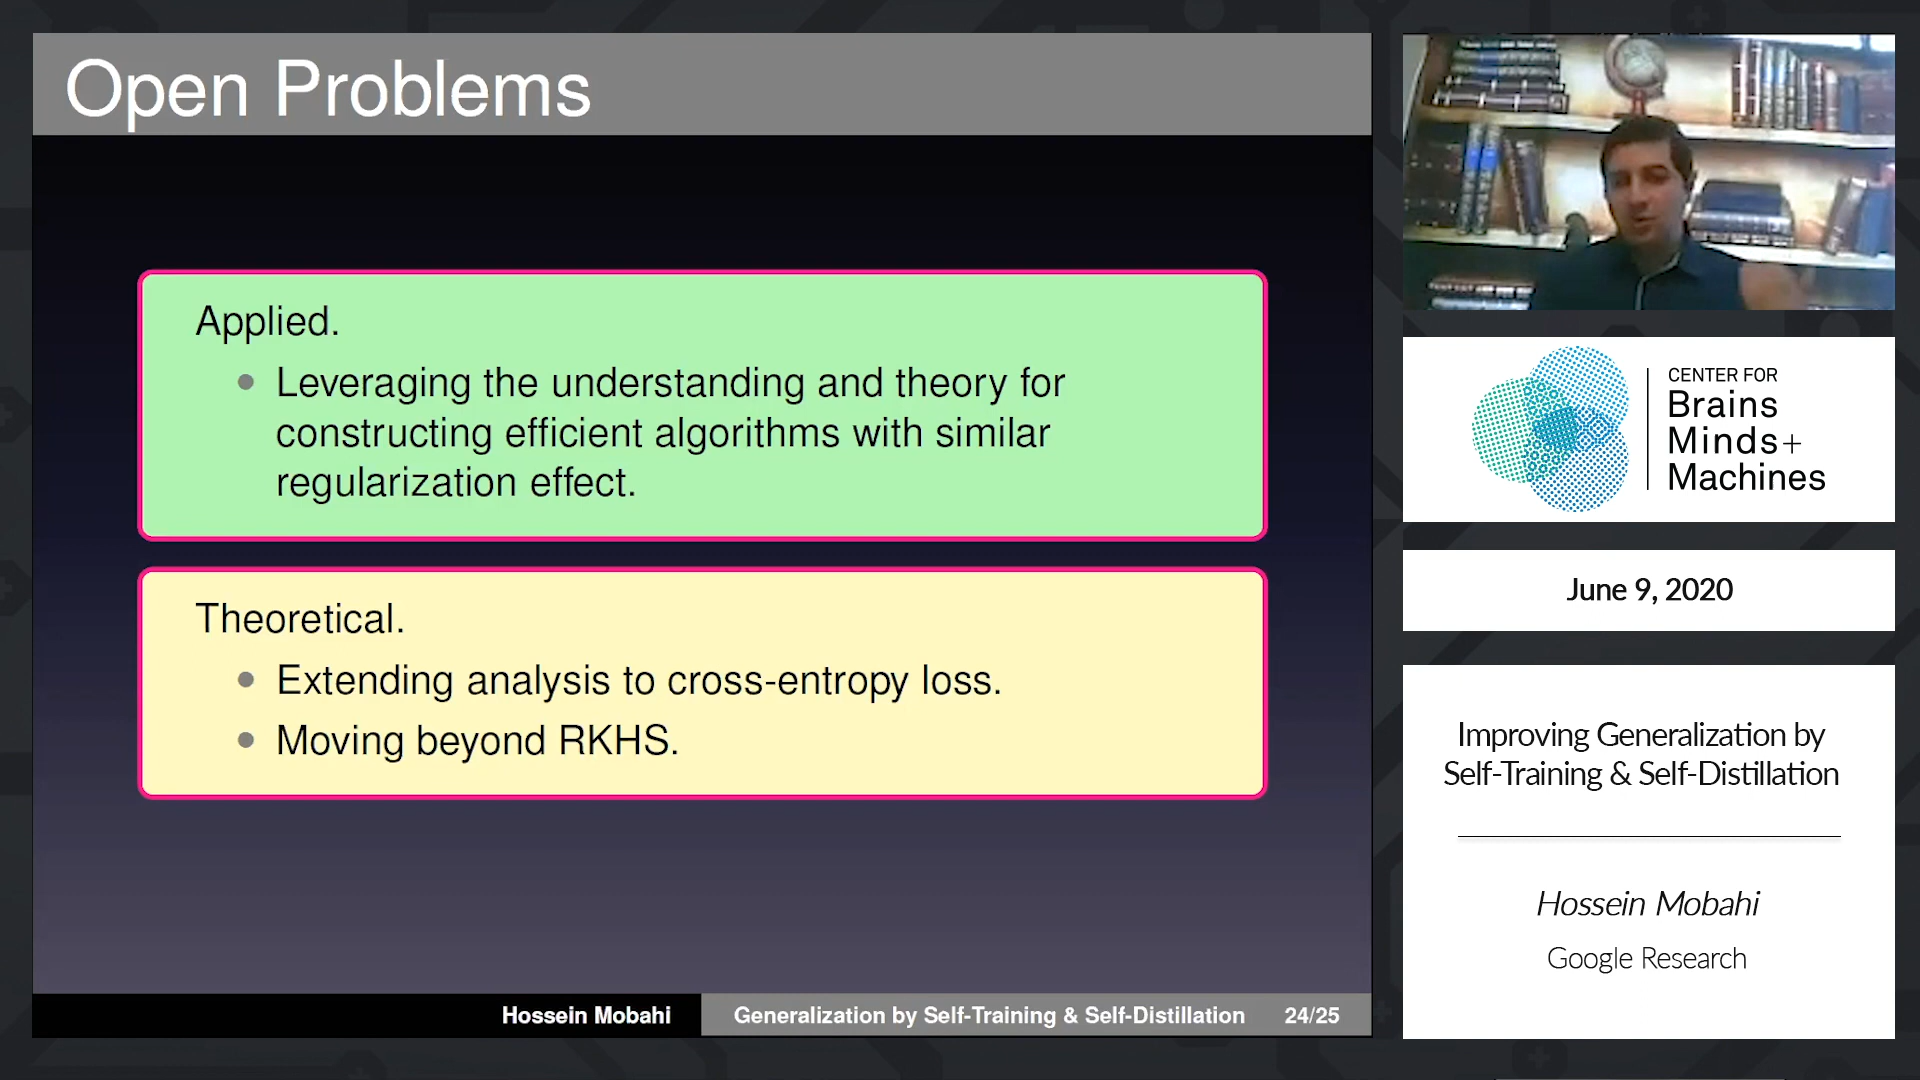 Open Problems
Applied.
Leveraging the understanding and theory for
constructing efficient algorithms with similar
regularization effect.
Theoretical.
Extending analysis to cross-entropy loss.
Moving beyond RKHS.
Hossein Mobahi
Generalization by Self-Training & Self-Distillation
24/25
CENTER FOR
Brains
Minds+
Machines
June 9, 2020
Improving Generalization by
Self-Training & Self-Distillation
Hossein Mobahi
Google Research